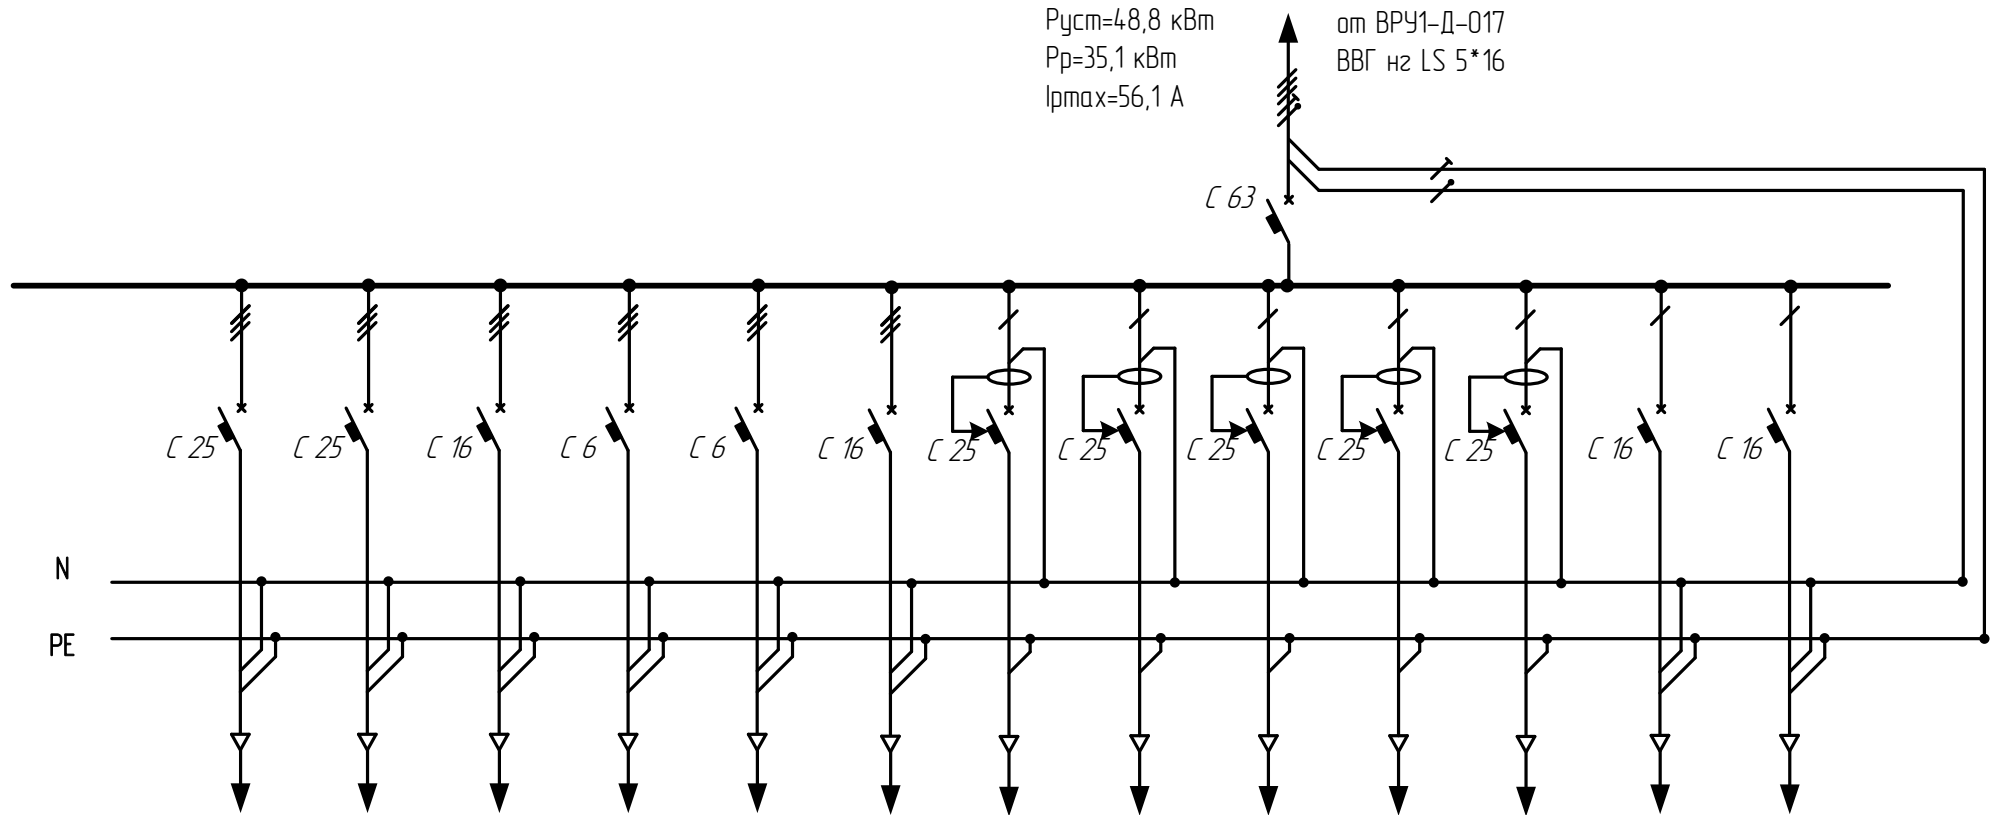 Руст=48,8 кВт
Рр=35,1 кВт
Iрmax=56,1 А
от ВРУ1-Д-017
ВВГ нг LS 5*16
С 63
С 25
С 25
С 16
С 6
С 6
С 16
С 25
С 25
С 25
С 25
С 25
С 16
С 16
N
PE